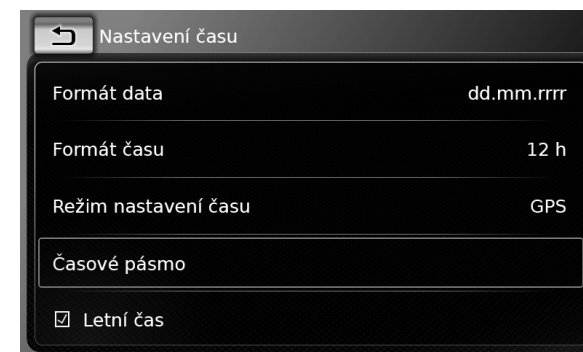 Nastavení času
Formát data dd.mm.rrrr
Formát času 12 h
Režim nastavení času GPS
Časové pásmo
Letní čas